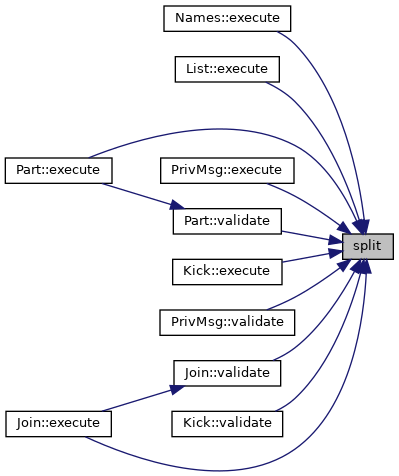 Names::execute
List::execute
Part::execute
PrivMsg::execute
Part::validate
split
Kick::execute
PrivMsg::validate
Join::validate
Join::execute
Kick::validate